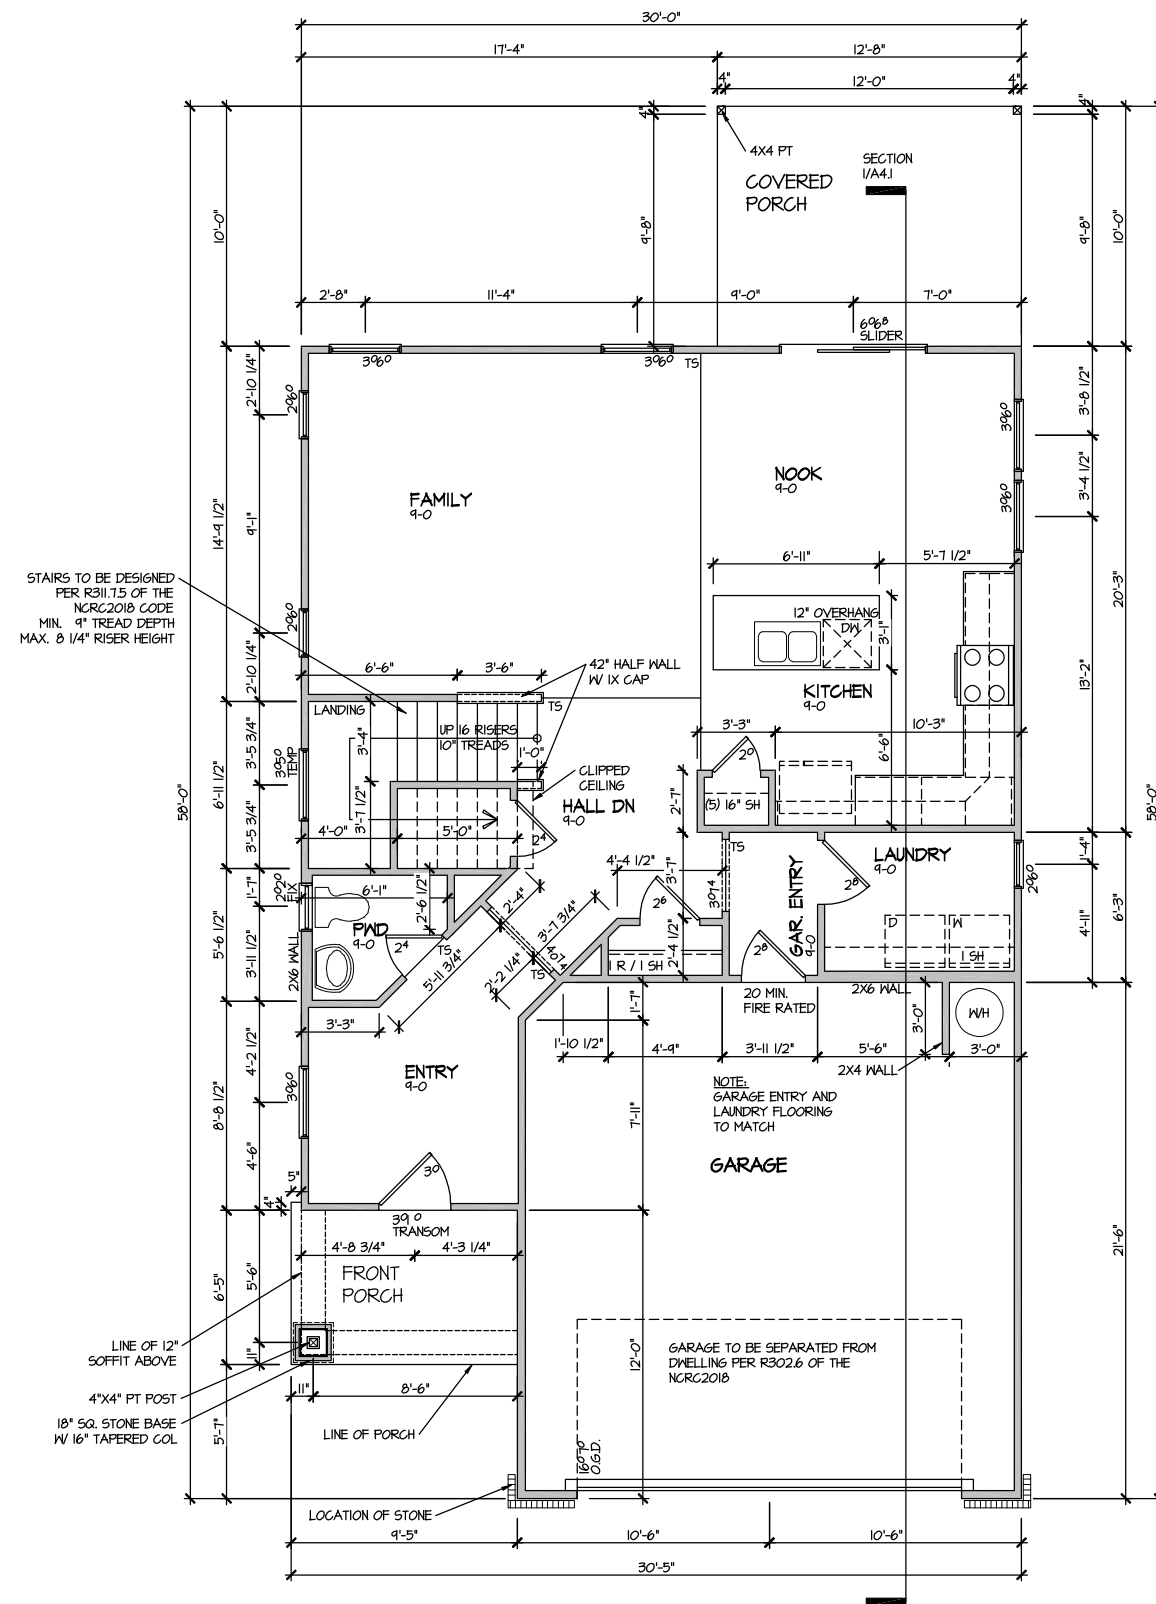 30'-0"
17'-4"
12'-8"
4"
12'-0"
4"
4"
4"
4X4 PT
SECTION
1/A4.1
COVERED
PORCH
10'-0"
9'-8"
9'-8"
10'-0"
2'-8"
11'-4"
9'-0"
7'-0"
6068
SLIDER
3060
3060
TS
2'-10 1/4"
2060
3'-8 1/2"
3060
NOOK
9-0
FAMILY
9-0
3'-4 1/2"
3060
14'-9 1/2"
9'-1"
6'-11"
5'-7 1/2"
20'-3"
STAIRS TO BE DESIGNED
PER R311.7.5 OF THE
NCRC2018 CODE
MIN. 9" TREAD DEPTH
MAX. 8 1/4" RISER HEIGHT
2060
12" OVERHANG
DW
3'-1"
2'-10 1/4"
6'-6"
3'-6"
42" HALF WALL
W/ 1X CAP
KITCHEN
9-0
13'-2"
LANDING
TS
UP 16 RISERS
10" TREADS
3'-3"
10'-3"
3'-5 3/4"
3050
TEMP
3'-4"
1'-0"
20
6'-6"
6'-11 1/2"
CLIPPED
CEILING
58'-0"
58'-0"
HALL DN
9-0
2'-7"
(5) 16" SH
3'-5 3/4"
4'-0"
3'-7 1/2"
5'-0"
24
TS
LAUNDRY
9-0
1'-4"
4'-4 1/2"
3'-7"
3074
GAR. ENTRY
9-0
28
2060
1'-7"
2020
FIX
6'-1"
2'-6 1/2"
2'-4"
26
6'-3"
5'-6 1/2"
3'-11 1/2"
PWD
9-0
24
TS
3'-7 3/4"
4074
TS
5'-11 3/4"
2'-2 1/4"
2'-4 1/2"
1 R / 1 SH
28
D
W
1 SH
4'-11"
2X6 WALL
20 MIN.
FIRE RATED
2X6 WALL
W/H
3'-3"
1'-7"
3'-0"
1'-10 1/2"
4'-9"
3'-11 1/2"
5'-6"
3'-0"
2X4 WALL
4'-2 1/2"
3060
ENTRY
9-0
8'-8 1/2"
NOTE:
GARAGE ENTRY AND
LAUNDRY FLOORING
TO MATCH
7'-11"
GARAGE
4'-6"
5"
4"
30
3910
TRANSOM
4'-8 3/4"
4'-3 1/4"
21'-6"
FRONT
PORCH
6'-5"
5'-6"
11"
LINE OF 12"
SOFFIT ABOVE
12'-0"
GARAGE TO BE SEPARATED FROM
DWELLING PER R302.6 OF THE
NCRC2018
4"X4" PT POST
18" SQ. STONE BASE
W/ 16" TAPERED COL
11"
8'-6"
5'-7"
LINE OF PORCH
16070
O.G.D.
LOCATION OF STONE
9'-5"
10'-6"
10'-6"
30'-5"